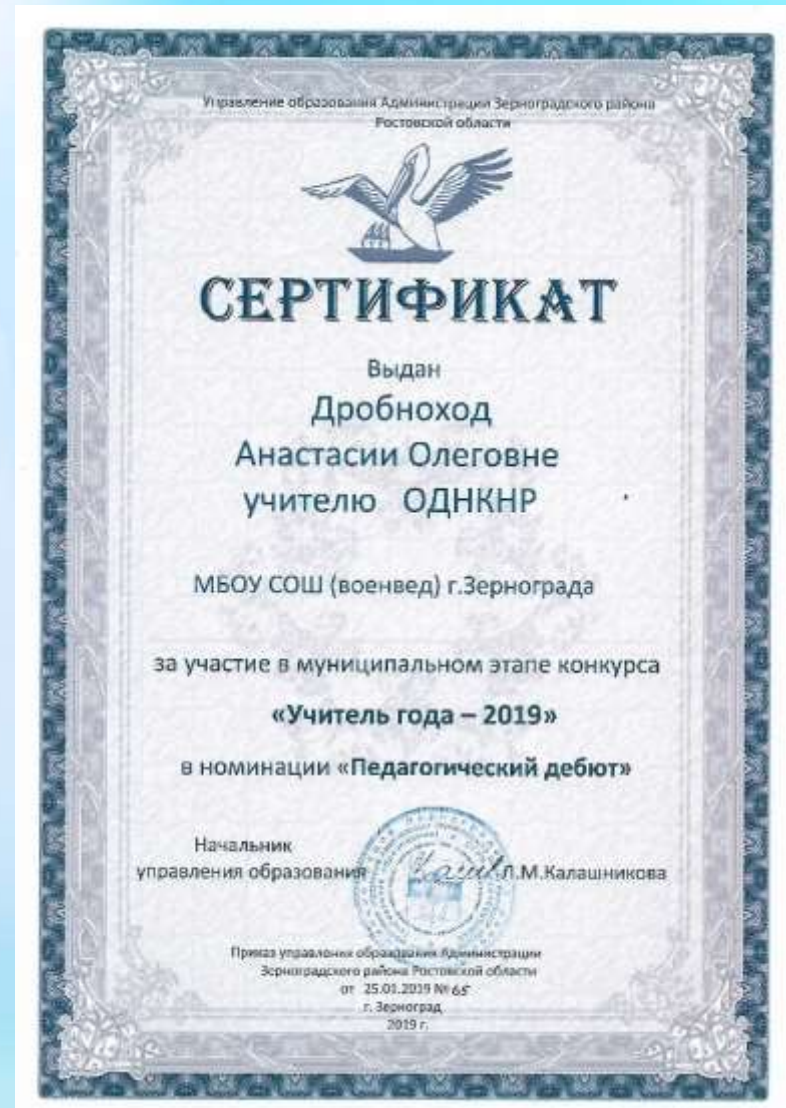 Управление образования Администрации Зерноградского района
Ростовской области
СЕРТИФИКАТ
Выдан
Дробноход
Анастасии Олеговне
учителю ОДНКНР
МБОУ СОШ (военвед) г.Зернограда
за участие в муниципальном этапе конкурса
«Учитель года – 2019»
в номинации «Педагогический дебют»
Начальник
управления образования Л.М.Калашникова
Приказ управления образования Администрации
Зерноградского района Ростовской области
от 25.01.2019 № 65
г. Зерноград
2019 г.